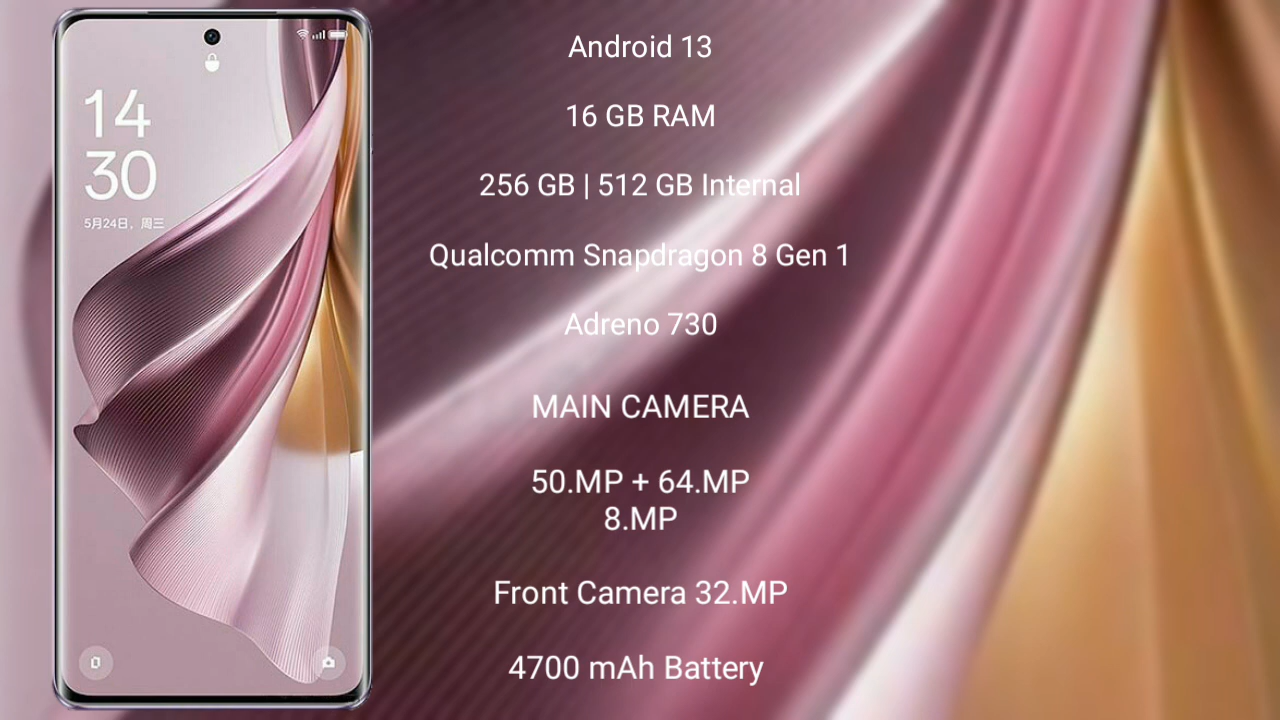 14
30
5月24日，周三
Android 13
16 GB RAM
256 GB | 512 GB Internal
Qualcomm Snapdragon 8 Gen 1
Adreno 730
MAIN CAMERA
50.MP + 64.MP
8.MP
Front Camera 32.MP
4700 mAh Battery